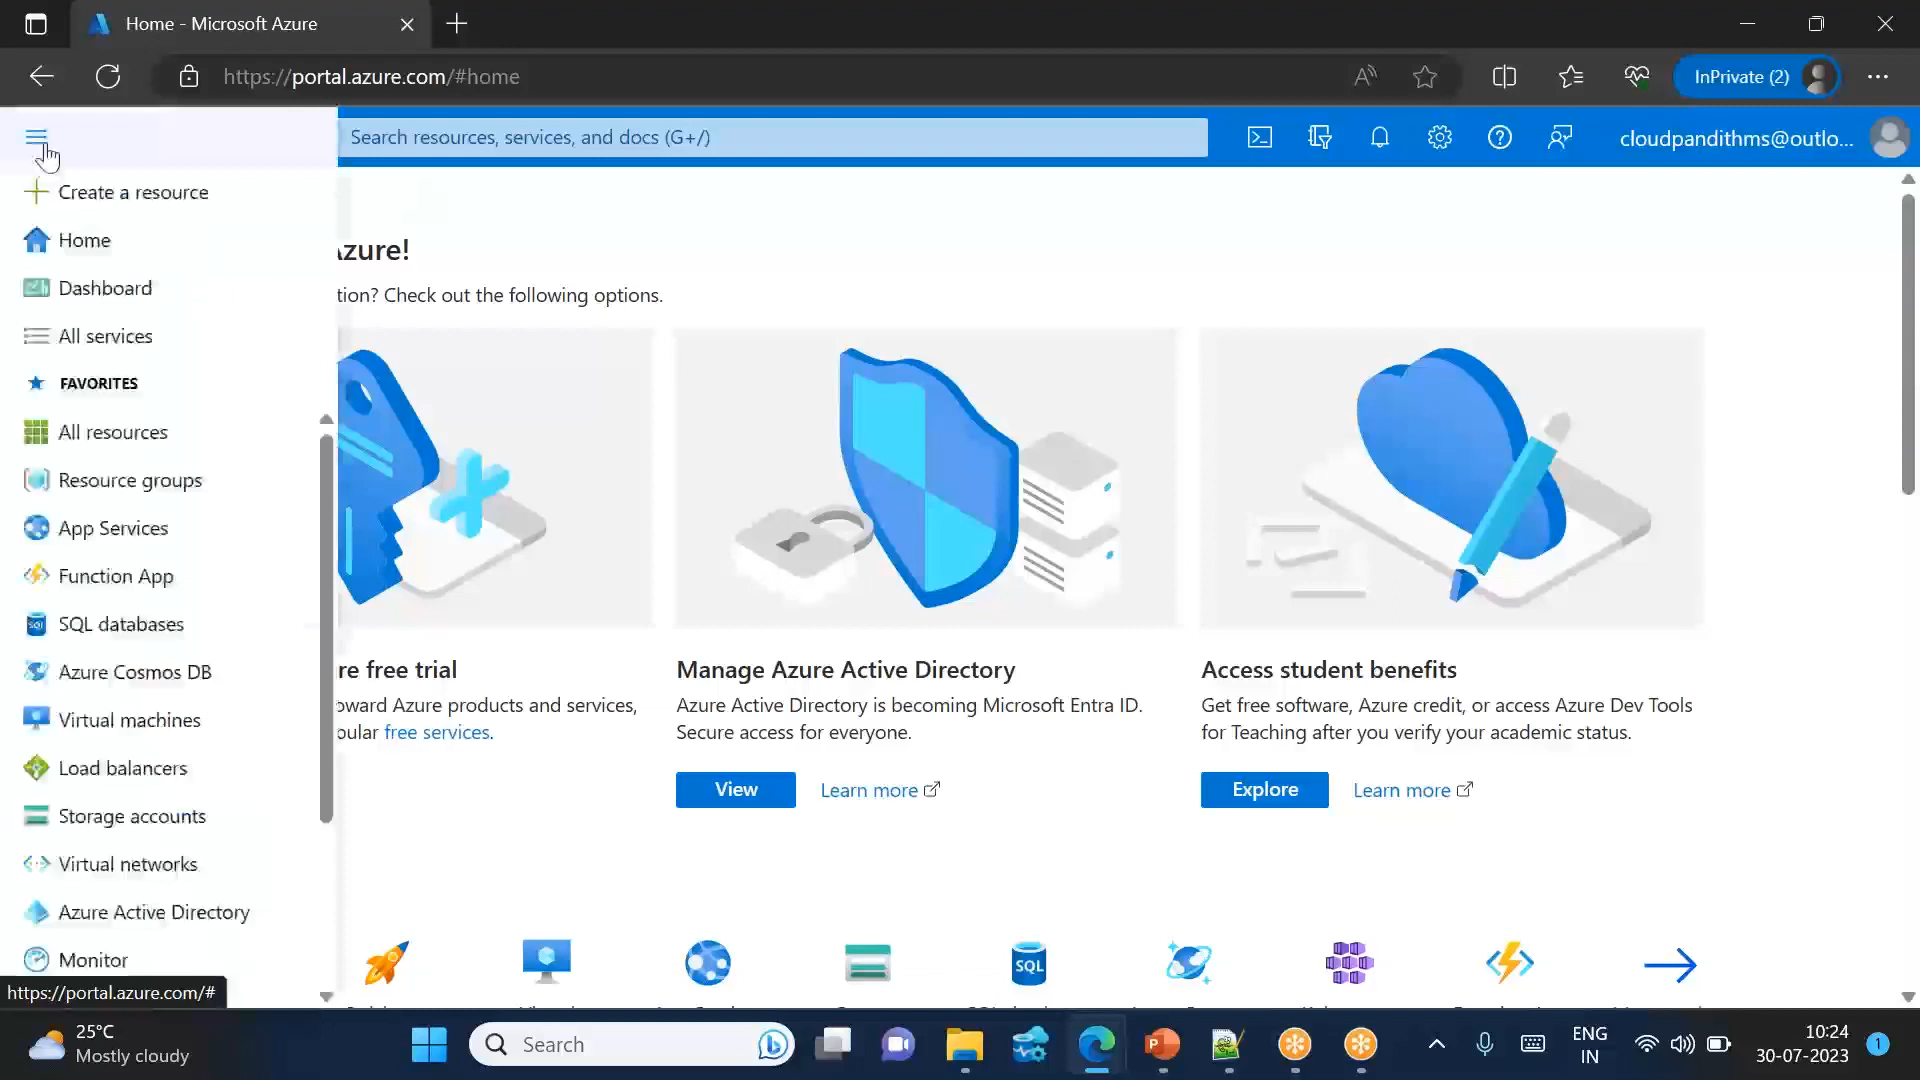 Home - Microsoft Azure
https://portal.azure.com/#home
InPrivate (2)
Search resources, services, and docs (G+/)
cloudpandithms@outlo...
Create a resource
Home
Dashboard
All services
FAVORITES
All resources
Resource groups
App Services
Function App
SQL databases
Azure Cosmos DB
Virtual machines
Load balancers
Storage accounts
Virtual networks
Azure Active Directory
Monitor
https://portal.azure.com/#
Azure!
tion? Check out the following options.
re free trial
oward Azure products and services,
pular free services.
Manage Azure Active Directory
Azure Active Directory is becoming Microsoft Entra ID.
Secure access for everyone.
View
Learn more
Access student benefits
Get free software, Azure credit, or access Azure Dev Tools
for Teaching after you verify your academic status.
Explore
Learn more
SQL
25°C
Mostly cloudy
Search
ENG
IN
10:24
30-07-2023
1